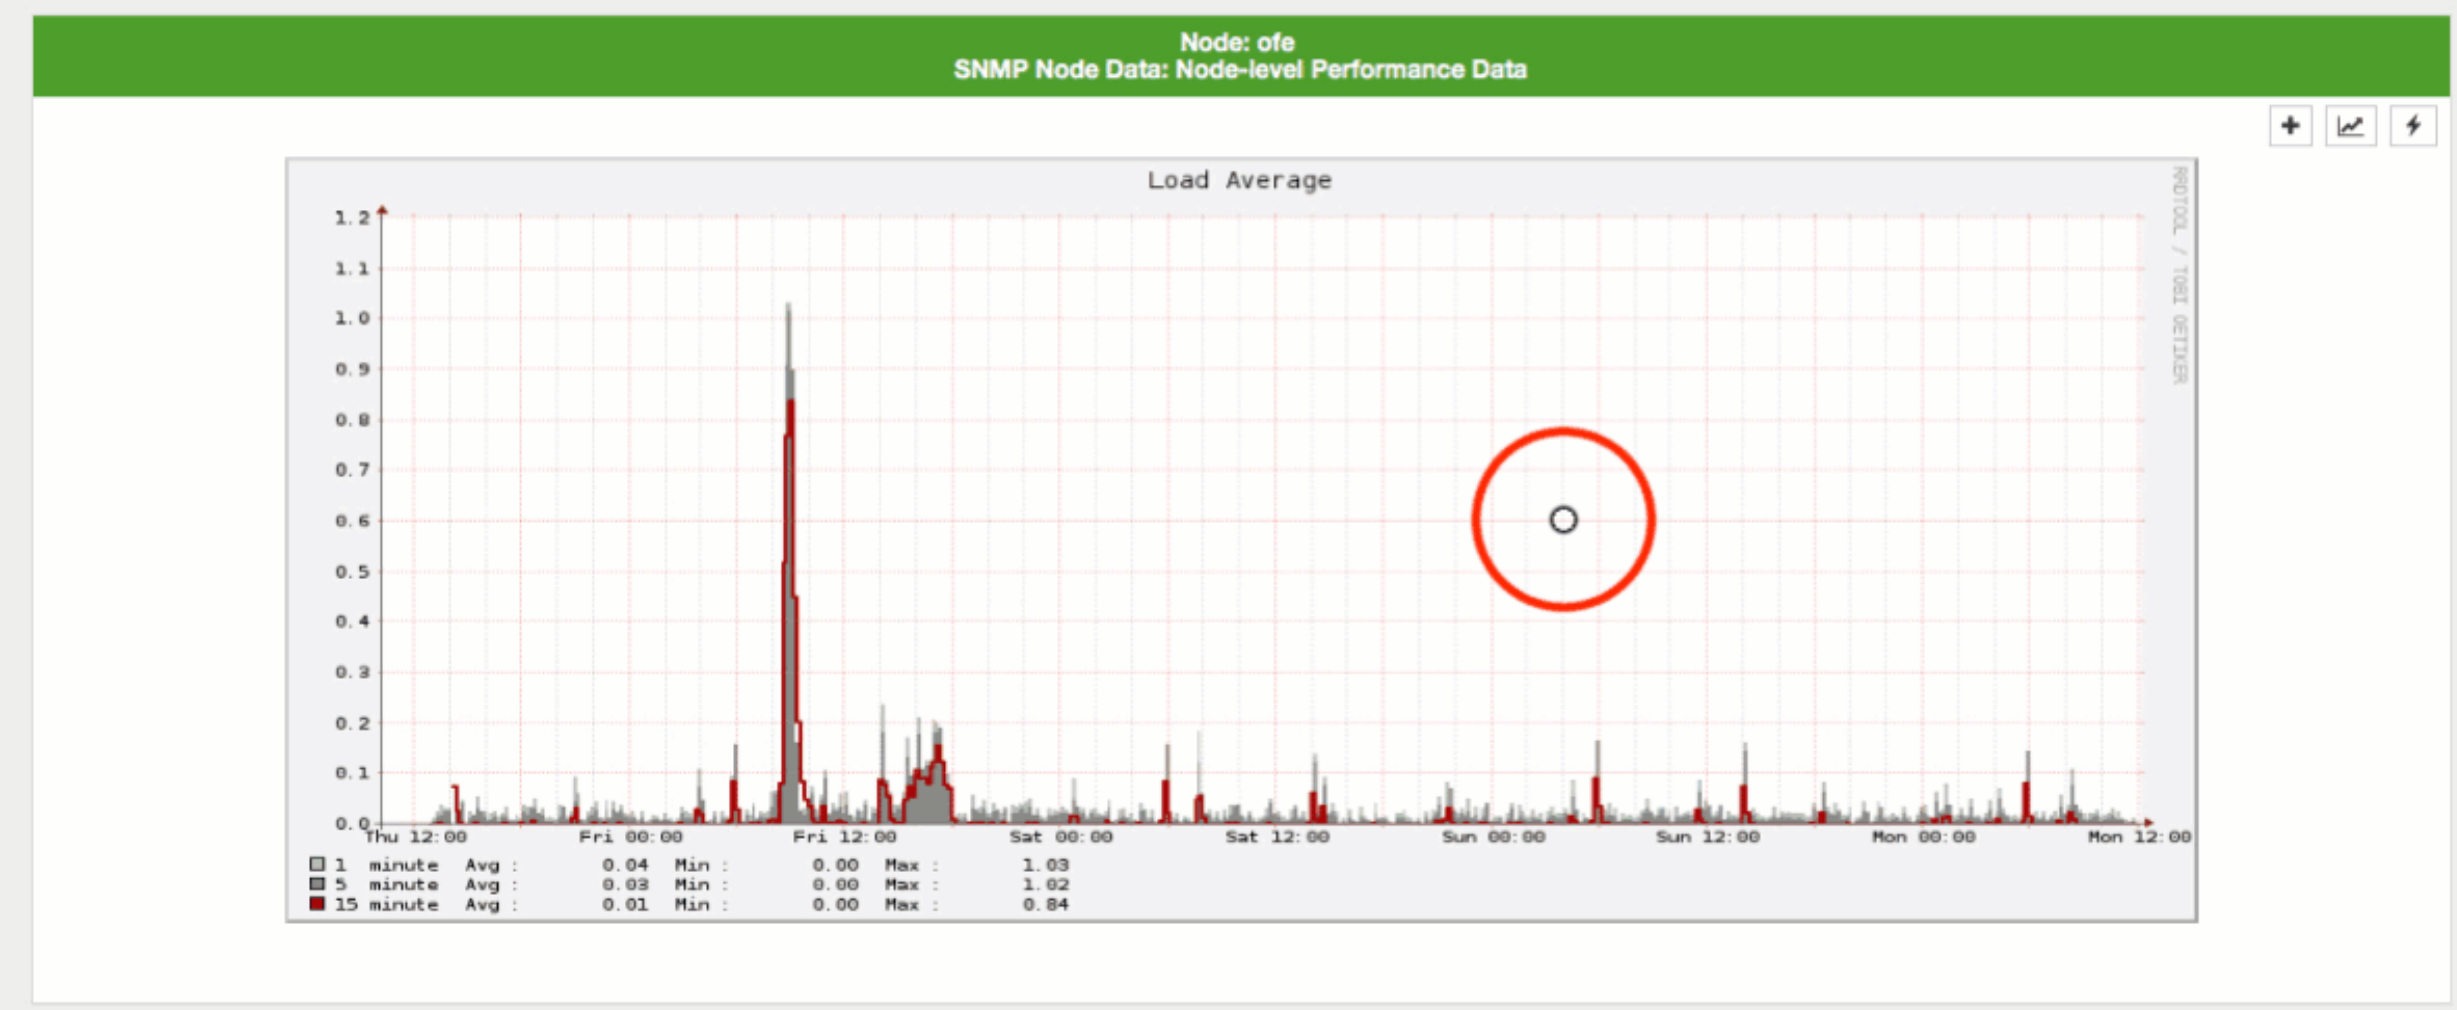 Node: ofe
SNMP Node Data: Node-level Performance Data
Load Average
RRDTOOL / TOBI OETIKER
1.2
1.1
1.0
0.9
0.8
0.7
0.6
0.5
0.4
0.3
0.2
0.1
0.0
Thu 12:00 Fri 00:00 Fri 12:00 Sat 00:00 Sat 12:00 Sun 00:00 Sun 12:00 Mon 00:00 Mon 12:00
1 minute Avg : 0.04 Min : 0.00 Max : 1.03
5 minute Avg : 0.03 Min : 0.00 Max : 1.02
15 minute Avg : 0.01 Min : 0.00 Max : 0.84